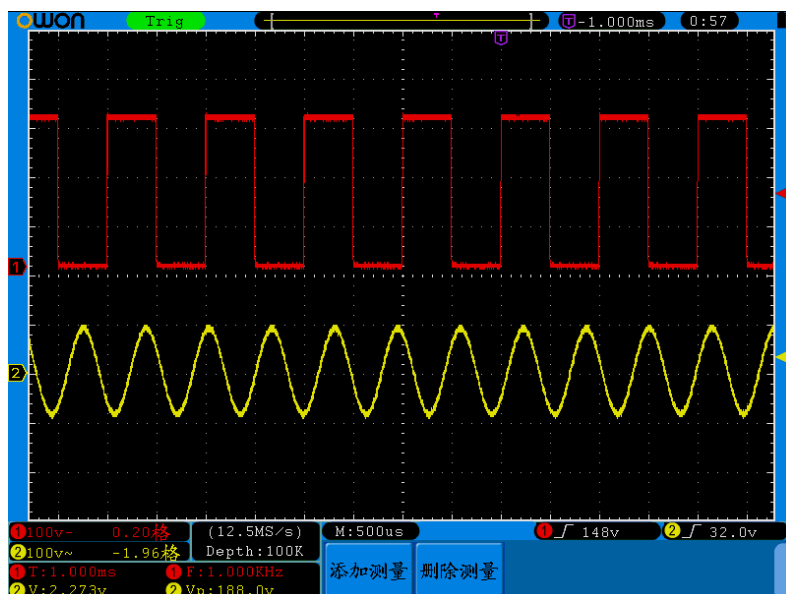 owon Trig T -1.000ms 0:57
T
1
2
1 100v- 0.20格 (12.5MS/s) M:500us 1 148v 2 32.0v
2 100v~ -1.96格 Depth:100K
1 T:1.000ms 1 F:1.000KHz 添加测量 删除测量
2 V:2.273v 2 Vp:188.0v